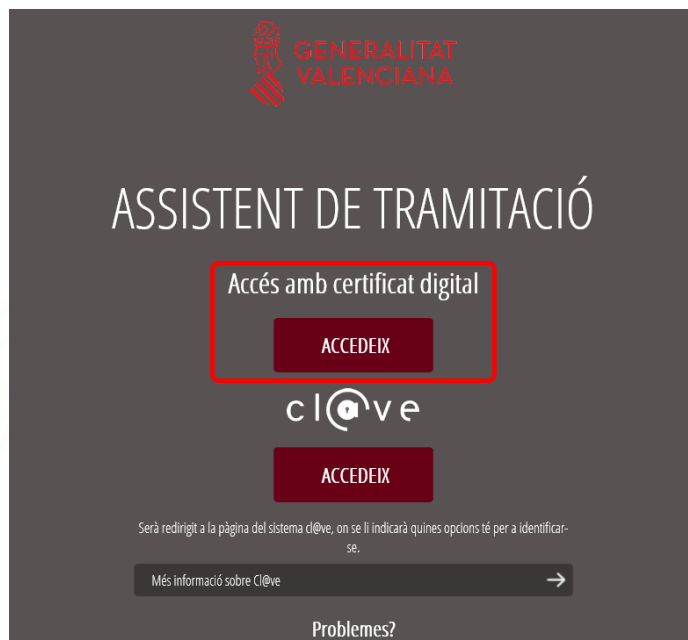 GENERALITAT
VALENCIANA
ASSISTENT DE TRAMITACIÓ
Accés amb certificat digital
ACCEDEIX
cl@ve
ACCEDEIX
Serà redirigit a la pàgina del sistema cl@ve, on se li indicarà quines opcions té per a identificar-
se.
Més informació sobre Cl@ve
Problemes?